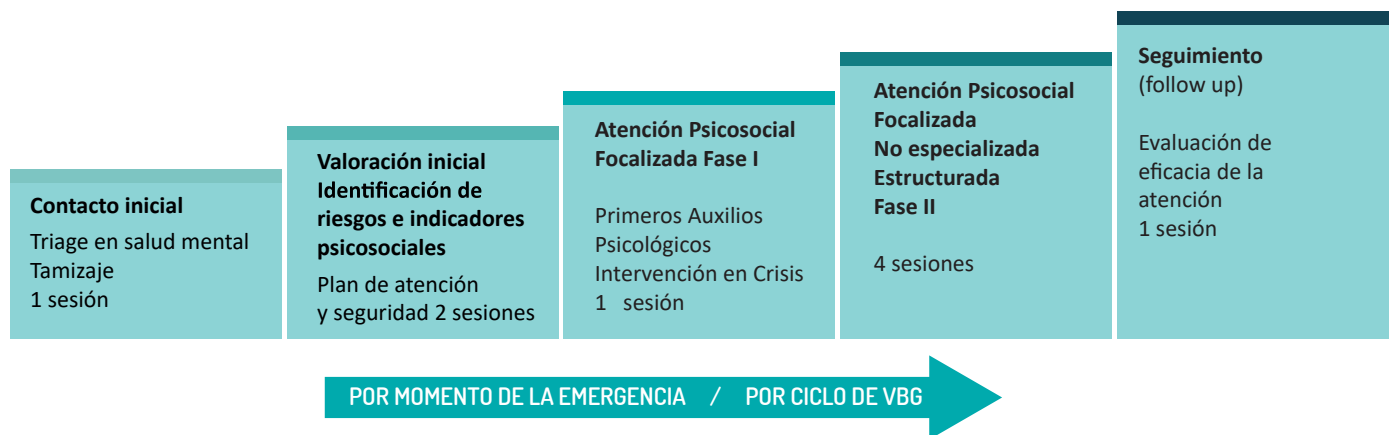 Contacto inicial
Triage en salud mental
Tamizaje
1 sesión
Valoración inicial
Identificación de
riesgos e indicadores
psicosociales
Plan de atención
y seguridad 2 sesiones
Atención Psicosocial
Focalizada Fase I
Primeros Auxilios
Psicológicos
Intervención en Crisis
1 sesión
Atención Psicosocial
Focalizada
No especializada
Estructurada
Fase II
4 sesiones
Seguimiento
(follow up)
Evaluación de
eficacia de la
atención
1 sesión
POR MOMENTO DE LA EMERGENCIA / POR CICLO DE VBG